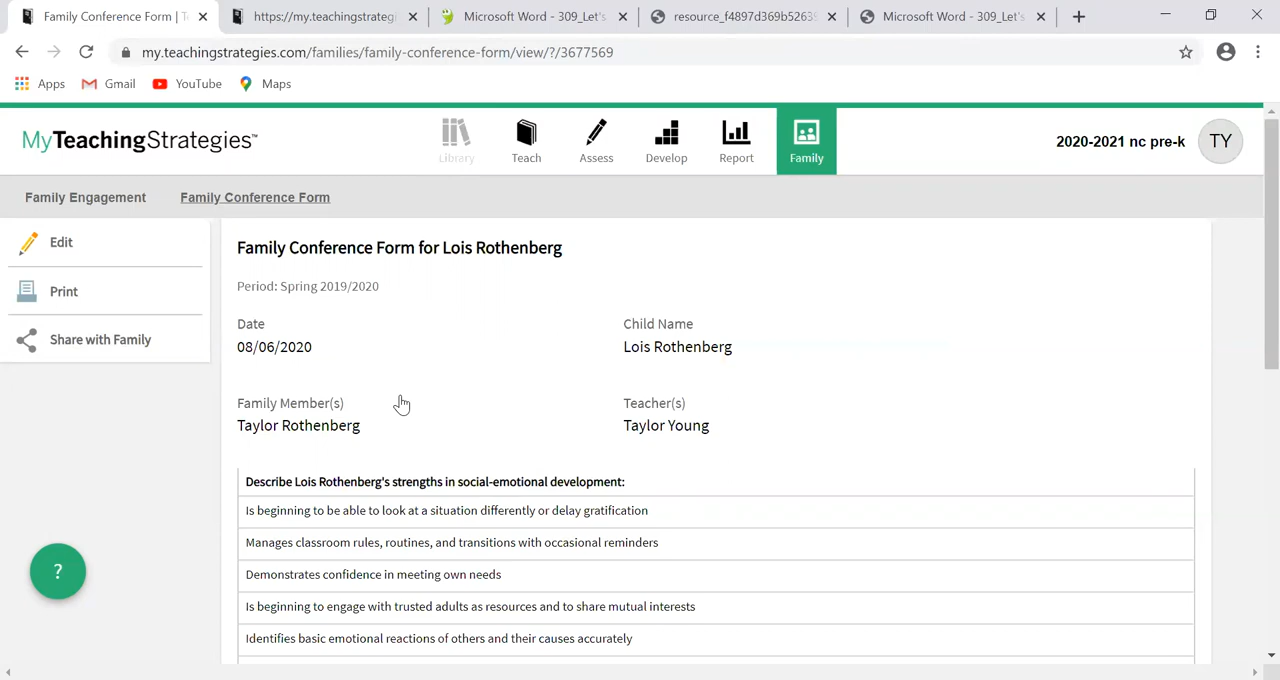 Family Conference Form | T
https://my.teachingstrateg
Microsoft Word - 309_Let's
resource_f4897d369b5263
Microsoft Word - 309_Let's
my.teachingstrategies.com/families/family-conference-form/view/?/3677569
Apps
Gmail
YouTube
Maps
MyTeachingStrategies™
Library
Teach
Assess
Develop
Report
Family
2020-2021 nc pre-k
TY
Family Engagement
Family Conference Form
Edit
Print
Share with Family
Family Conference Form for Lois Rothenberg
Period: Spring 2019/2020
Date
Child Name
08/06/2020
Lois Rothenberg
Family Member(s)
Teacher(s)
Taylor Rothenberg
Taylor Young
Describe Lois Rothenberg's strengths in social-emotional development:
Is beginning to be able to look at a situation differently or delay gratification
Manages classroom rules, routines, and transitions with occasional reminders
Demonstrates confidence in meeting own needs
?
Is beginning to engage with trusted adults as resources and to share mutual interests
Identifies basic emotional reactions of others and their causes accurately